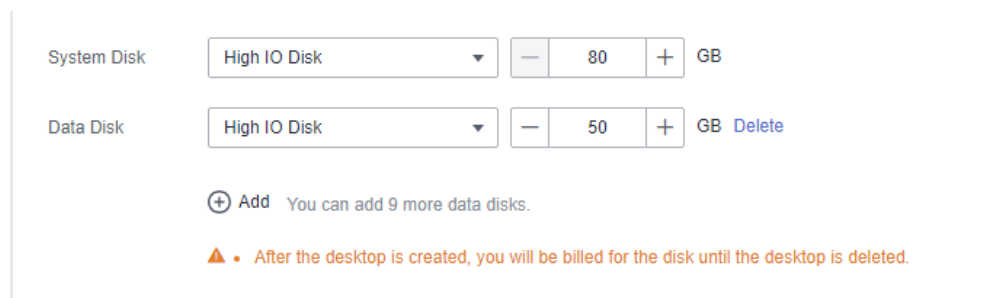 System Disk High IO Disk — 80 + GB
Data Disk High IO Disk — 50 + GB Delete
Add You can add 9 more data disks.
• After the desktop is created, you will be billed for the disk until the desktop is deleted.